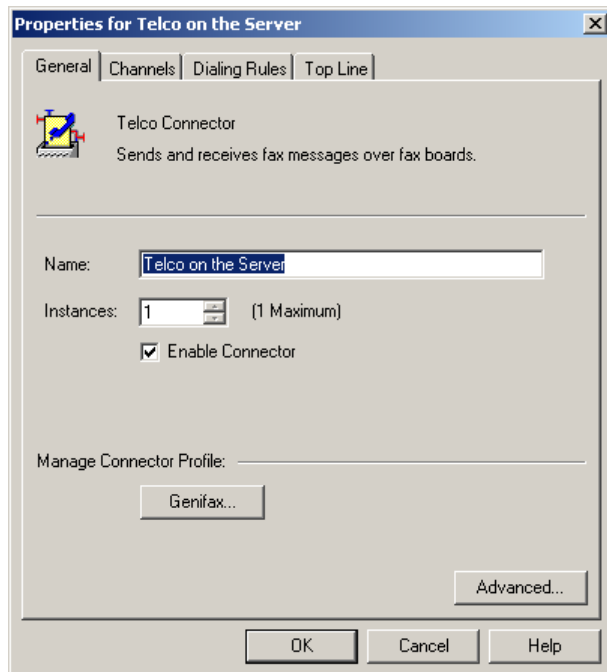 Properties for Telco on the Server
General Channels Dialing Rules Top Line
Telco Connector
Sends and receives fax messages over fax boards.
Name: Telco on the Server
Instances: 1 (1 Maximum)
Enable Connector
Manage Connector Profile:
Genifax...
Advanced...
OK Cancel Help